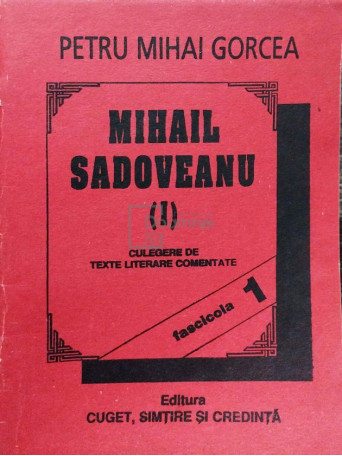 PETRU MIHAI GORCEA
MIHAIL
SADOVEANU
(I)
CULEGERE DE
TEXTE LITERARE COMENTATE
fascicola 1
Editura
CUGET, SIMȚIRE ȘI CREDINȚĂ